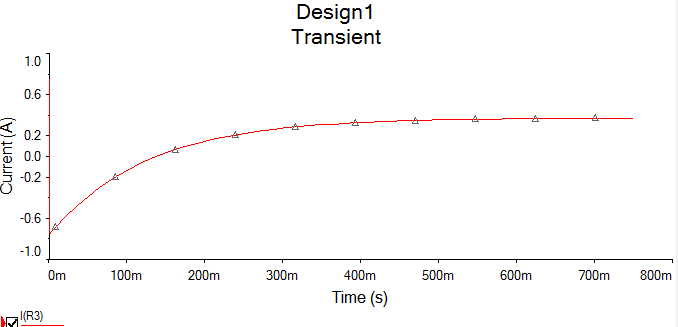 Design1
Transient
1.0
0.6
0.2
0.0
-0.2
-0.6
-1.0
Current (A)
0m 100m 200m 300m 400m 500m 600m 700m 800m
Time (s)
I(R3)